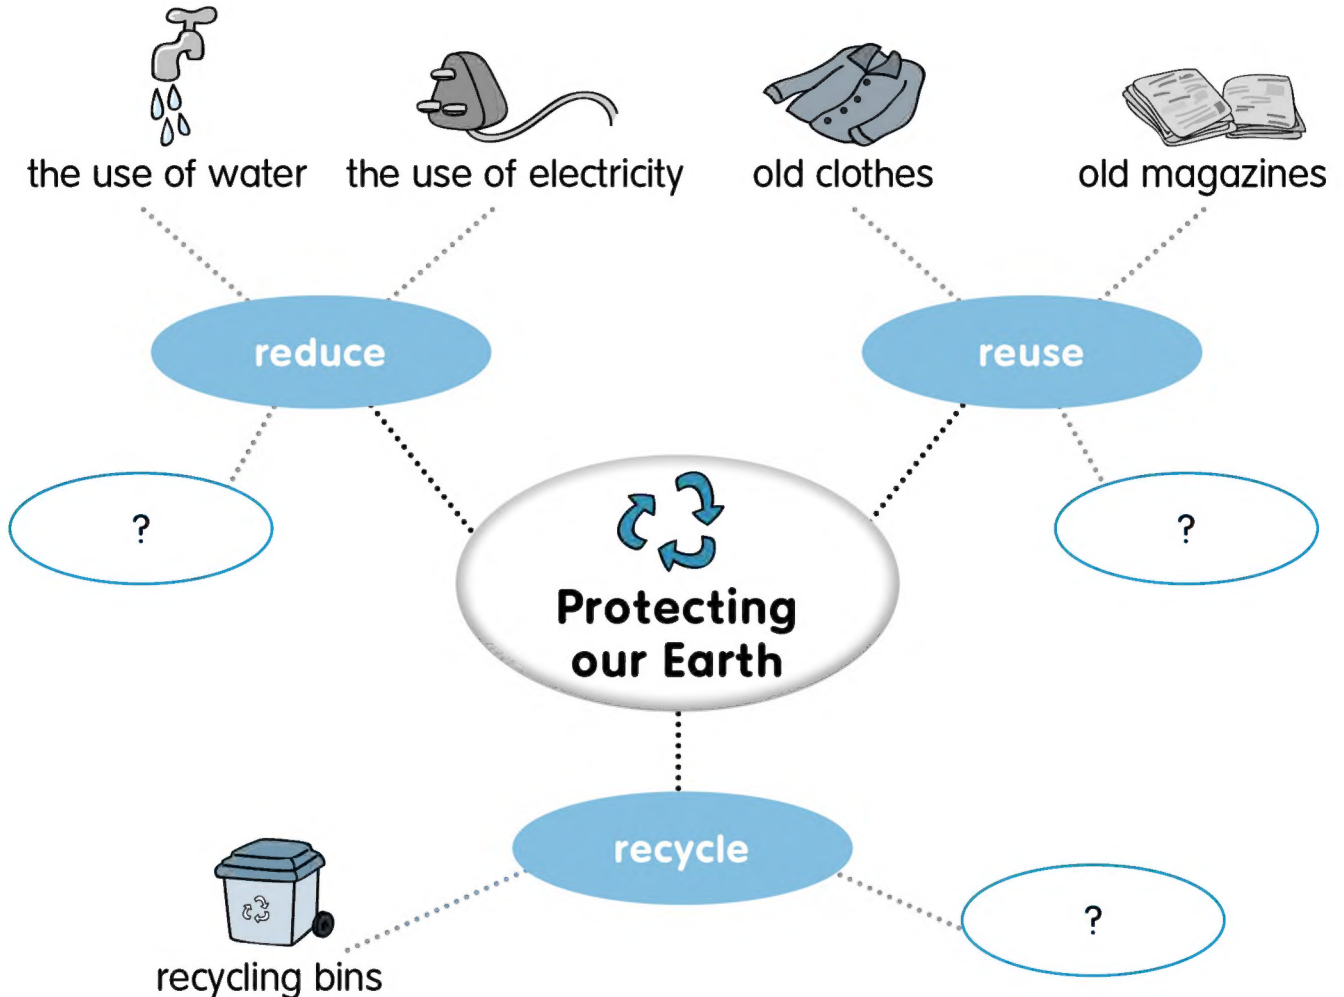 the use of water
the use of electricity
old clothes
old magazines
reduce
reuse
?
?
Protecting
our Earth
recycle
?
recycling bins